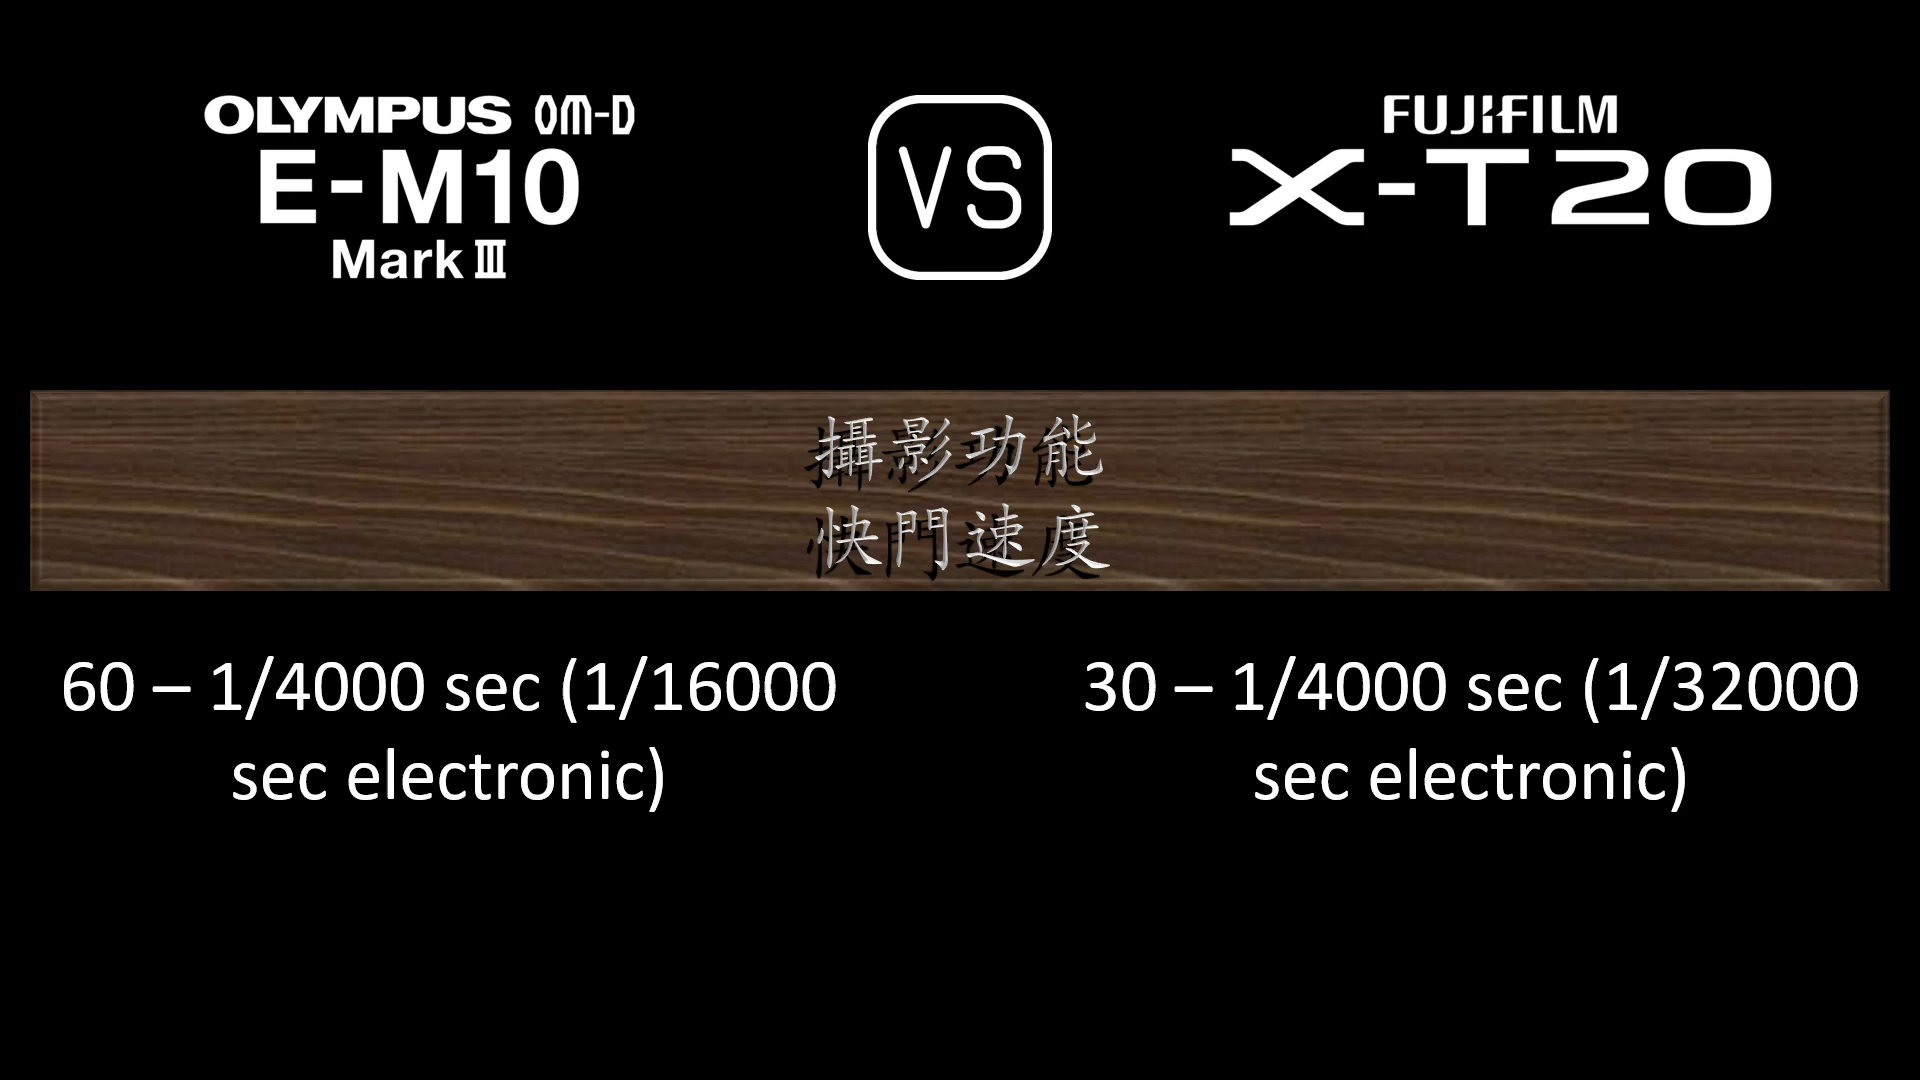 OLYMPUS OM-D
E-M10
Mark III
VS
FUJIFILM
X-T20
攝影功能
快門速度
60 – 1/4000 sec (1/16000
sec electronic)
30 – 1/4000 sec (1/32000
sec electronic)